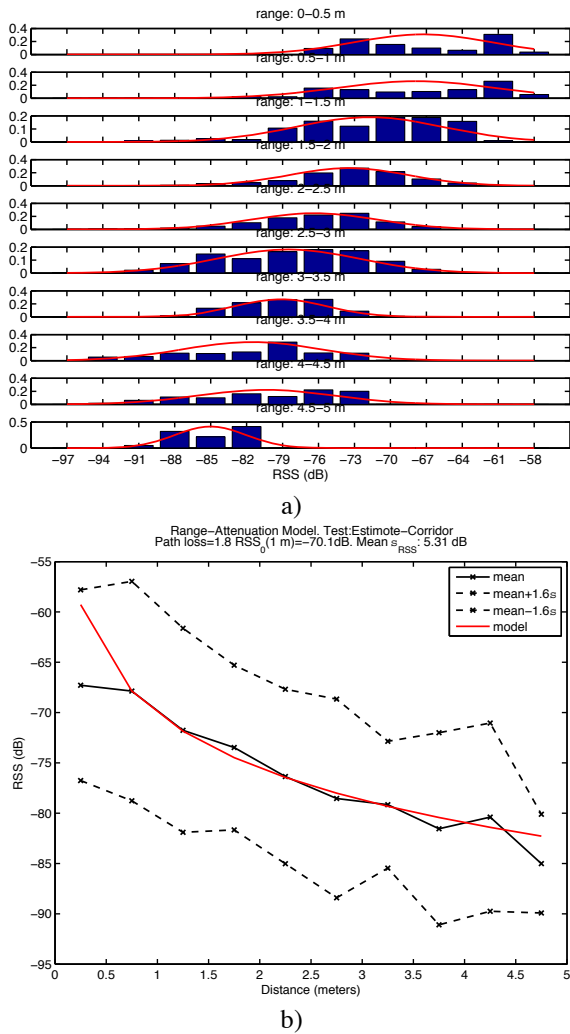 range: 0−0.5 m
0.4
0.2
0
range: 0.5−1 m
0.4
0.2
0
range: 1−1.5 m
0.2
0.1
0
range: 1.5−2 m
0.4
0.2
0
range: 2−2.5 m
0.4
0.2
0
range: 2.5−3 m
0.2
0.1
0
range: 3−3.5 m
0.4
0.2
0
range: 3.5−4 m
0.4
0.2
0
range: 4−4.5 m
0.4
0.2
0
range: 4.5−5 m
0.5
0
−97 −94 −91 −88 −85 −82 −79 −76 −73 −70 −67 −64 −61 −58
RSS (dB)
a)
Range−Attenuation Model. Test:Estimote−Corridor
Path loss=1.8 RSS_0(1 m)=−70.1dB. Mean s_RSS: 5.31 dB
mean
mean+1.6s
mean−1.6s
model
−55
−60
−65
−70
−75
−80
−85
−90
−95
RSS (dB)
0 0.5 1 1.5 2 2.5 3 3.5 4 4.5 5
Distance (meters)
b)